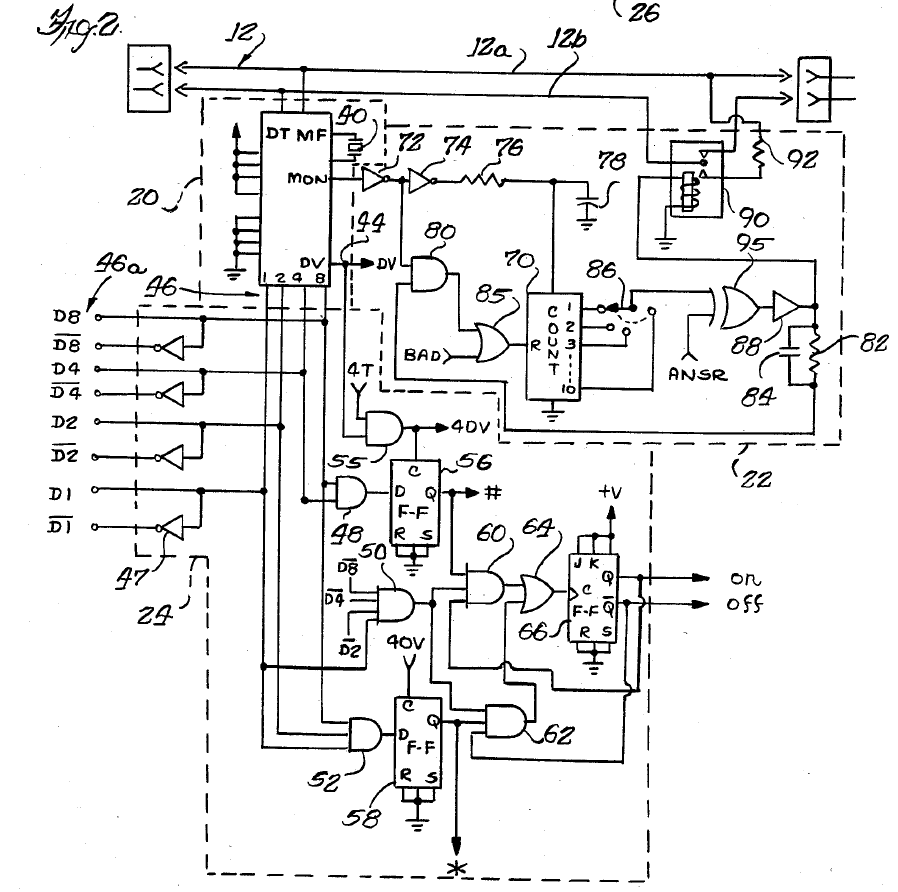 Fig. 2.
26
12
12a
12b
DTMF
40
72
74
76
78
92
90
MON
20
44
DV
DV
1 2 4 8
46a
46
80
70
86
95
85
1
2
3
10
COUNT
R
BAD
ANSR
88
84
82
22
D8
D8̅
D4
D4̅
D2
D2̅
D1
D1̅
47
24
4T
4DV
55
C
D Q
F-F
R S
56
#
48
50
D8̅
D4̅
D2̅
60
64
+V
J K
C
Q
F-F Q̅
R S
66
on
off
4DV
C
D Q
F-F
R S
52
58
62
*